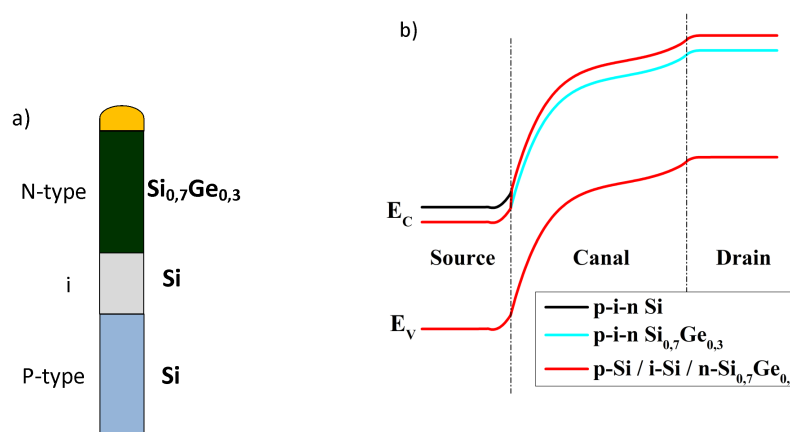 a)
N-type
Si0,7Ge0,3
i
Si
P-type
Si
b)
EC
Source
Canal
Drain
EV
p-i-n Si
p-i-n Si0,7Ge0,3
p-Si / i-Si / n-Si0,7Ge0,